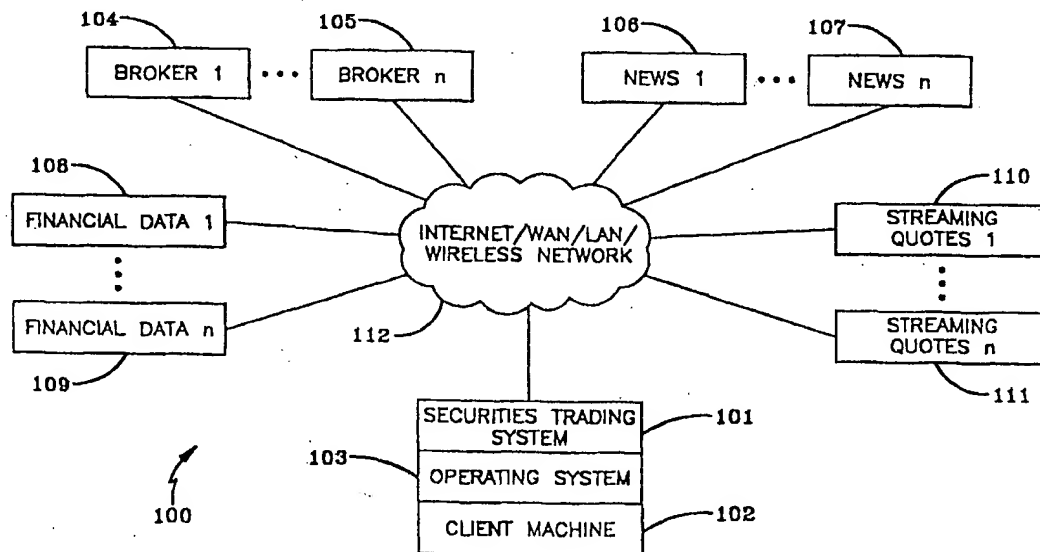 104
105
106
107
BROKER 1 ••• BROKER n
NEWS 1 ••• NEWS n
108
FINANCIAL DATA 1
110
STREAMING
QUOTES 1
INTERNET/WAN/LAN/
WIRELESS NETWORK
112
FINANCIAL DATA n
109
STREAMING
QUOTES n
111
SECURITIES TRADING
SYSTEM
101
103
OPERATING SYSTEM
CLIENT MACHINE
102
100